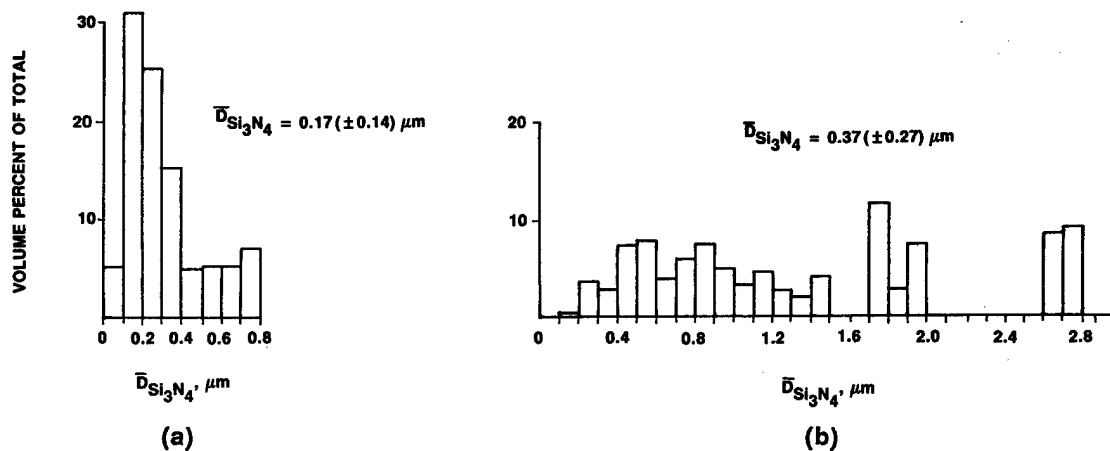 VOLUME PERCENT OF TOTAL
30
20
10
0 0.2 0.4 0.6 0.8
D̅Si₃N₄ = 0.17 (±0.14) μm
D̅Si₃N₄, μm
(a)
20
10
0 0.4 0.8 1.2 1.6 2.0 2.4 2.8
D̅Si₃N₄ = 0.37 (±0.27) μm
D̅Si₃N₄, μm
(b)